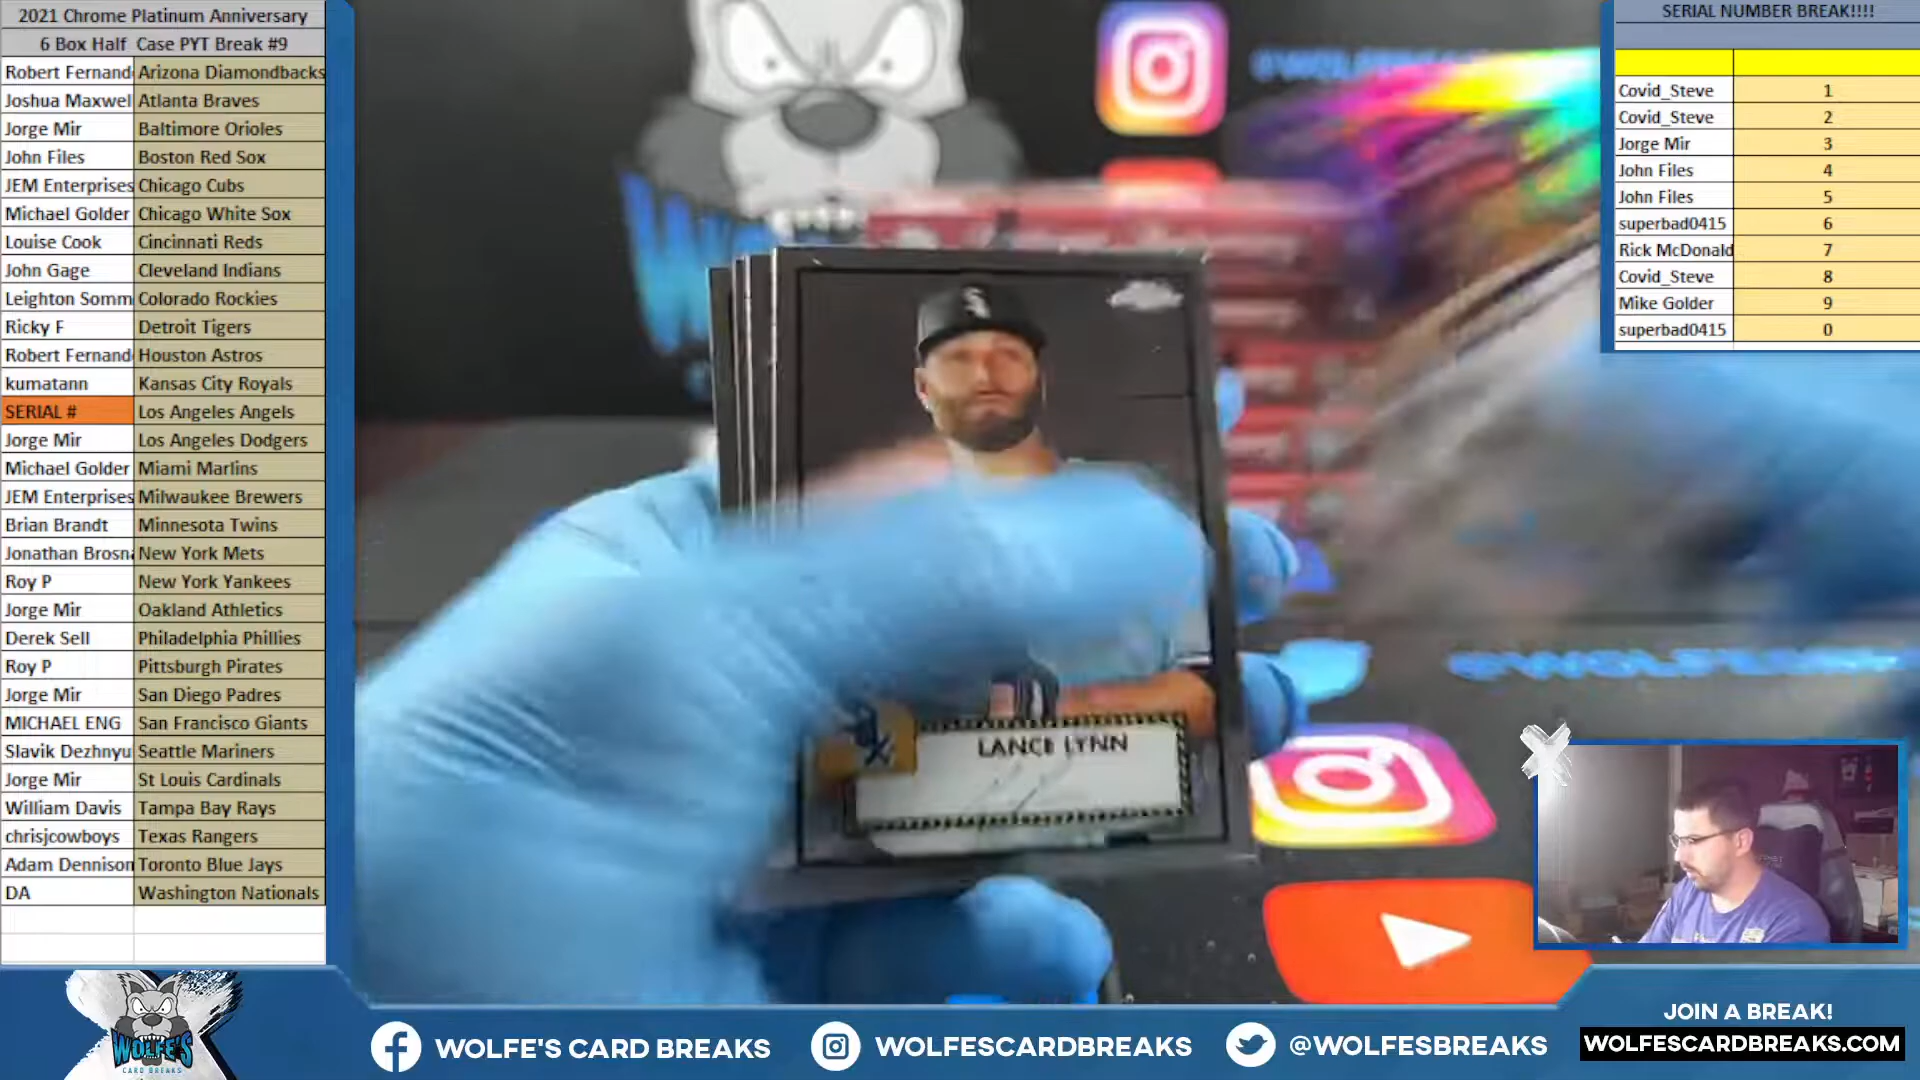 2021 Chrome Platinum Anniversary
6 Box Half Case PYT Break #9
Robert Fernand Arizona Diamondbacks
Joshua Maxwel Atlanta Braves
Jorge Mir Baltimore Orioles
John Files Boston Red Sox
JEM Enterprises Chicago Cubs
Michael Golder Chicago White Sox
Louise Cook Cincinnati Reds
John Gage Cleveland Indians
Leighton Somm Colorado Rockies
Ricky F Detroit Tigers
Robert Fernand Houston Astros
kumatann Kansas City Royals
SERIAL # Los Angeles Angels
Jorge Mir Los Angeles Dodgers
Michael Golder Miami Marlins
JEM Enterprises Milwaukee Brewers
Brian Brandt Minnesota Twins
Jonathan Brosna New York Mets
Roy P New York Yankees
Jorge Mir Oakland Athletics
Derek Sell Philadelphia Phillies
Roy P Pittsburgh Pirates
Jorge Mir San Diego Padres
MICHAEL ENG San Francisco Giants
Slavik Dezhnyu Seattle Mariners
Jorge Mir St Louis Cardinals
William Davis Tampa Bay Rays
chrisjcowboys Texas Rangers
Adam Dennison Toronto Blue Jays
DA Washington Nationals
SERIAL NUMBER BREAK!!!!
Covid_Steve 1
Covid_Steve 2
Jorge Mir 3
John Files 4
John Files 5
superbad0415 6
Rick McDonald 7
Covid_Steve 8
Mike Golder 9
superbad0415 0
LANCE LYNN
WOLFE'S
CARD BREAKS
WOLFE'S CARD BREAKS
WOLFESCARDBREAKS
@WOLFESBREAKS
JOIN A BREAK!
WOLFESCARDBREAKS.COM